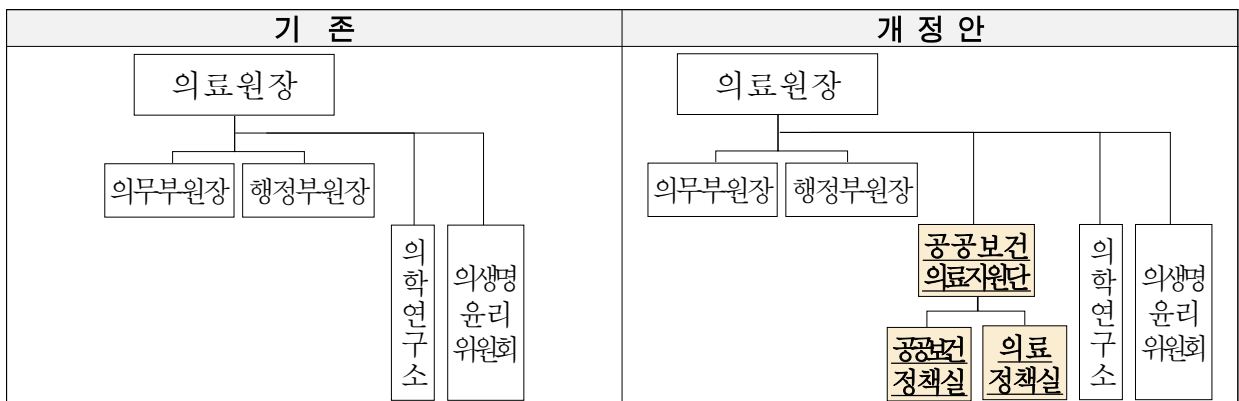 기 존
의료원장
의무부원장 행정부원장
의
학
연
구
소
의생명
윤리
위원회
개 정 안
의료원장
의무부원장 행정부원장
공공보건
의료지원단
공공보건
정책실
의료
정책실
의
학
연
구
소
의생명
윤리
위원회